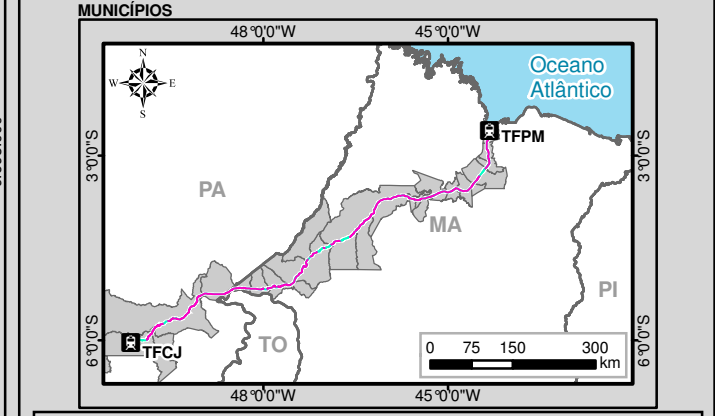 MUNICÍPIOS
48°0'0"W 45°0'0"W
N
W E
S
Oceano
Atlântico
TFPM
3°0'0"S 3°0'0"S
PA
MA
PI
6°0'0"S 6°0'0"S
TFCJ
TO
0 75 150 300
km
48°0'0"W 45°0'0"W